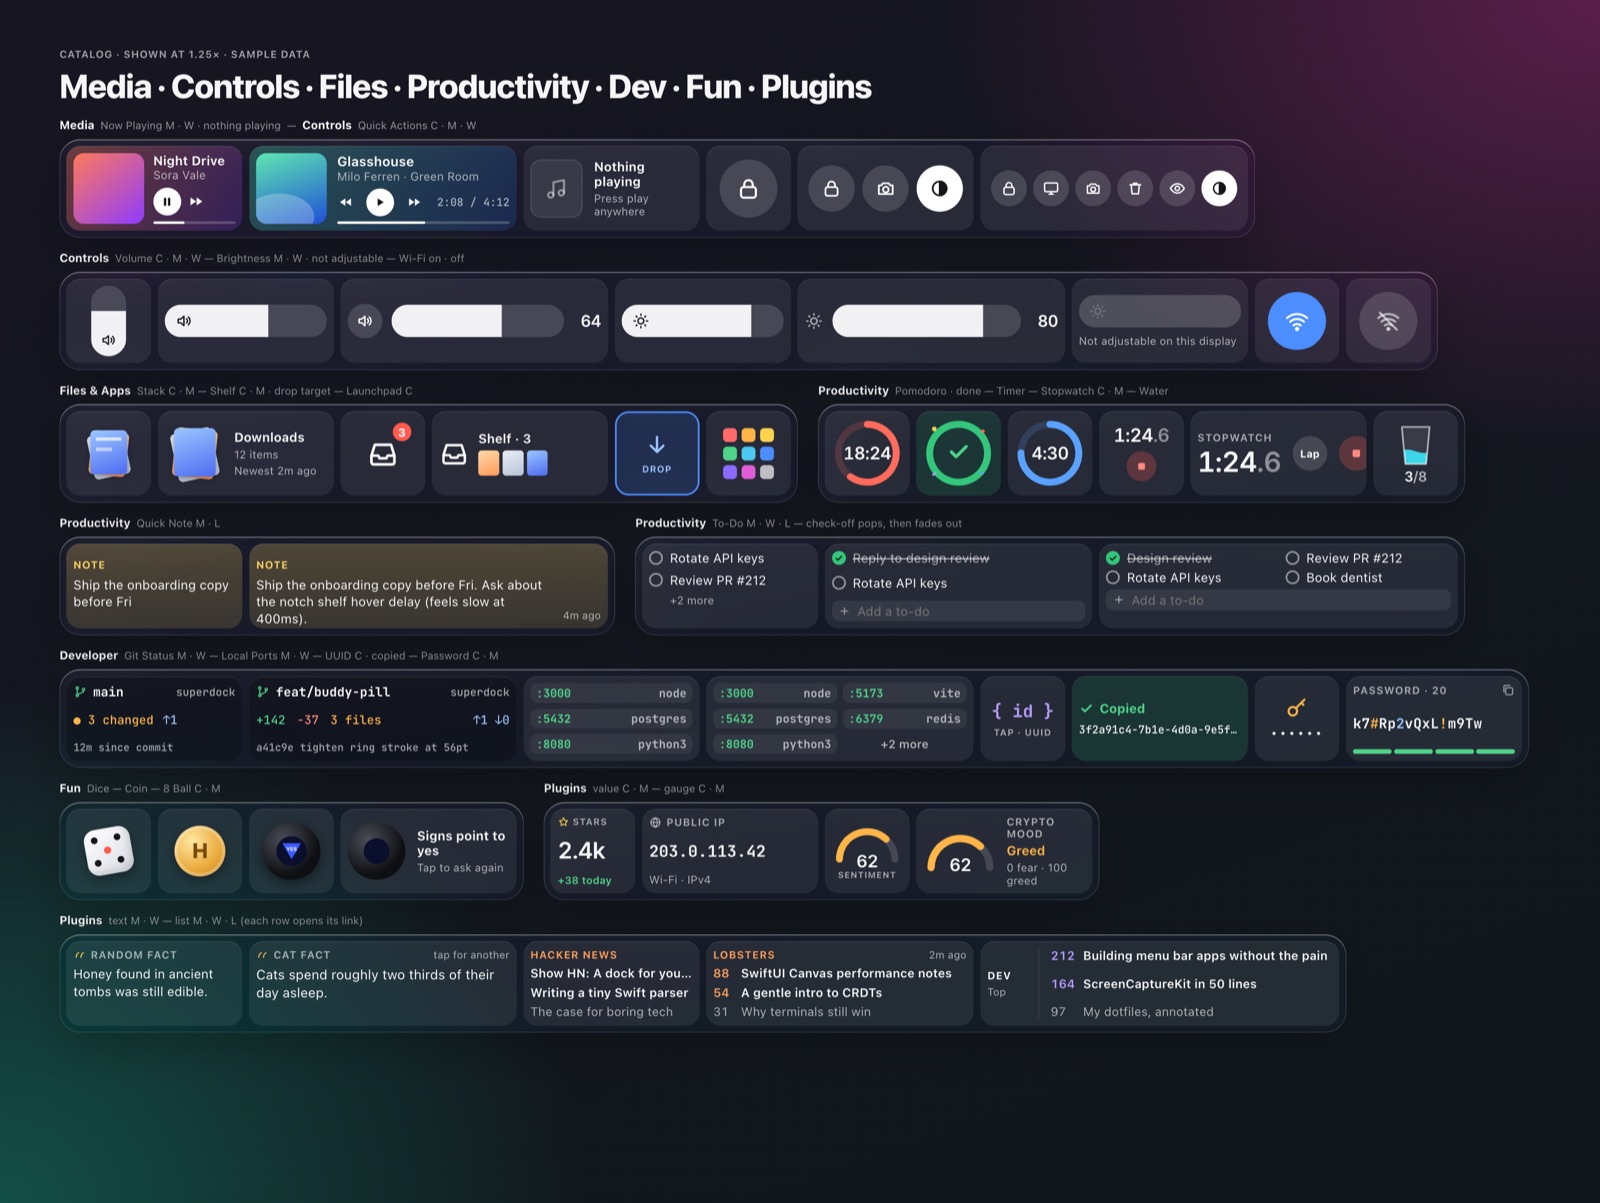 CATALOG · SHOWN AT 1.25× · SAMPLE DATA
Media · Controls · Files · Productivity · Dev · Fun · Plugins
Media Now Playing M · W · nothing playing — Controls Quick Actions C · M · W
Night Drive
Sora Vale
Glasshouse
Milo Ferren · Green Room
2:08 / 4:12
Nothing
playing
Press play
anywhere
Controls Volume C · M · W — Brightness M · W · not adjustable — Wi-Fi on · off
64
80
Not adjustable on this display
Files & Apps Stack C · M — Shelf C · M · drop target — Launchpad C
Downloads
12 items
Newest 2m ago
3
Shelf · 3
DROP
Productivity Pomodoro · done — Timer — Stopwatch C · M — Water
18:24
4:30
1:24.6
STOPWATCH
1:24.6
Lap
3/8
Productivity Quick Note M · L
NOTE
Ship the onboarding copy
before Fri
NOTE
Ship the onboarding copy before Fri. Ask about
the notch shelf hover delay (feels slow at
400ms).
4m ago
Productivity To-Do M · W · L — check-off pops, then fades out
Rotate API keys
Review PR #212
+2 more
Reply to design review
Rotate API keys
+ Add a to-do
Design review
Rotate API keys
Review PR #212
Book dentist
+ Add a to-do
Developer Git Status M · W — Local Ports M · W — UUID C · copied — Password C · M
main superdock
3 changed ↑1
12m since commit
feat/buddy-pill superdock
+142 -37 3 files ↑1 ↓0
a41c9e tighten ring stroke at 56pt
:3000 node
:5432 postgres
:8080 python3
:3000 node :5173 vite
:5432 postgres :6379 redis
:8080 python3 +2 more
{ id }
TAP · UUID
Copied
3f2a91c4-7b1e-4d0a-9e5f…
PASSWORD · 20
k7#Rp2vQxL!m9Tw
Fun Dice — Coin — 8 Ball C · M
H
YES
Signs point to
yes
Tap to ask again
Plugins value C · M — gauge C · M
STARS
2.4k
+38 today
PUBLIC IP
203.0.113.42
Wi-Fi · IPv4
62
SENTIMENT
62
CRYPTO
MOOD
Greed
0 fear · 100
greed
Plugins text M · W — list M · W · L (each row opens its link)
RANDOM FACT
Honey found in ancient
tombs was still edible.
CAT FACT tap for another
Cats spend roughly two thirds of their
day asleep.
HACKER NEWS
Show HN: A dock for you…
Writing a tiny Swift parser
The case for boring tech
LOBSTERS 2m ago
88 SwiftUI Canvas performance notes
54 A gentle intro to CRDTs
31 Why terminals still win
DEV
Top
212 Building menu bar apps without the pain
164 ScreenCaptureKit in 50 lines
97 My dotfiles, annotated